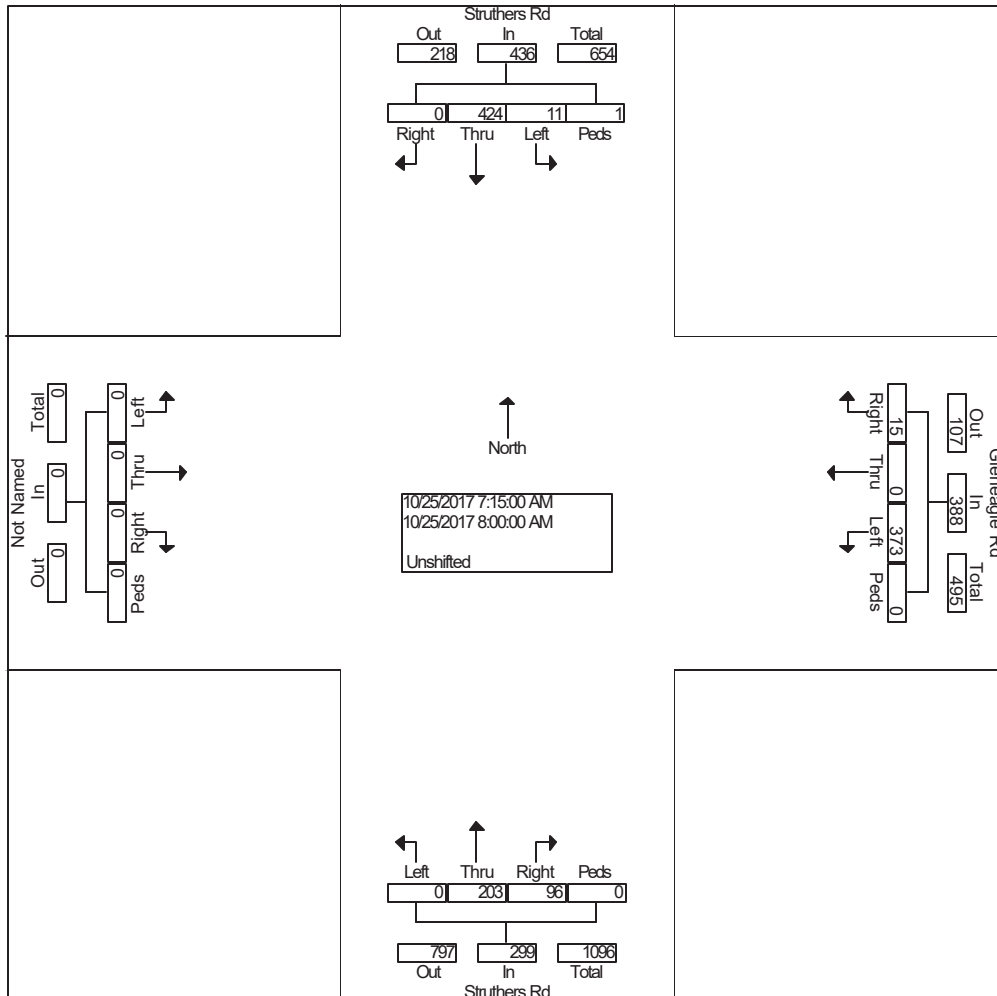 Struthers Rd
Out In Total
218 436 654
0 424 11 1
Right Thru Left Peds
Not Named
Total In Out
0 0 0
0 0 0 0
Left Thru Right Peds
North
10/25/2017 7:15:00 AM
10/25/2017 8:00:00 AM
Unshifted
Gleneagle Rd
Out In Total
107 388 495
15 0 373 0
Right Thru Left Peds
Left Thru Right Peds
0 203 96 0
797 299 1096
Out In Total
Struthers Rd